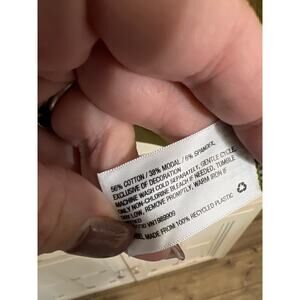 56% COTTON / 38% MODAL / 6% SPANDEX,
EXCLUSIVE OF DECORATION
MACHINE WASH COLD SEPARATELY, GENTLE CYCLE,
ONLY NON-CHLORINE BLEACH IF NEEDED, TUMBLE
DRY LOW, REMOVE PROMPTLY, WARM IRON IF
VN1989909
MADE FROM 100% RECYCLED PLASTIC